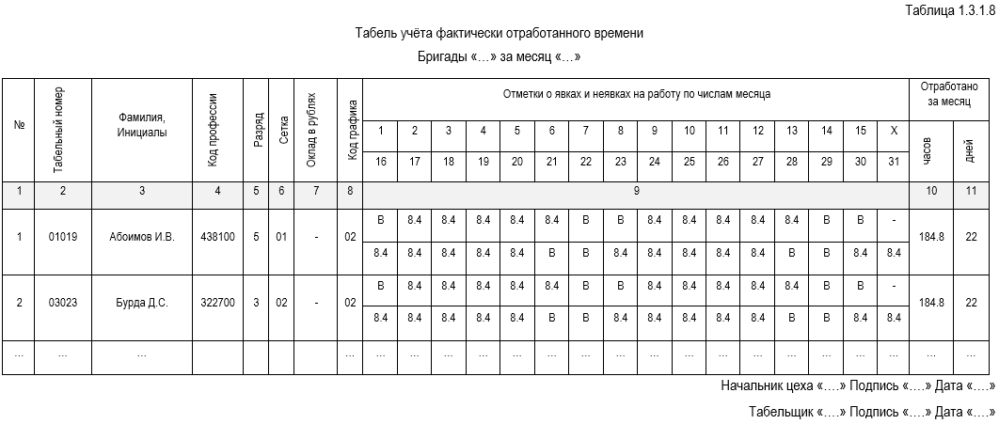 Таблица 1.3.1.8
Табель учёта фактически отработанного времени
Бригады «…» за месяц «…»
№ Табельный номер Фамилия, Инициалы Код профессии Разряд Сетка Оклад в рублях Код графика Отметки о явках и неявках на работу по числам месяца Отработано за месяц
1 2 3 4 5 6 7 8 9 10 11 12 13 14 15 X часов дней
16 17 18 19 20 21 22 23 24 25 26 27 28 29 30 31
1 2 3 4 5 6 7 8 9 10 11
1 01019 Абоимов И.В. 438100 5 01 - 02 В 8.4 8.4 8.4 8.4 8.4 В В 8.4 8.4 8.4 8.4 8.4 В В - 184.8 22
8.4 8.4 8.4 8.4 8.4 В В 8.4 8.4 8.4 8.4 8.4 В В 8.4 8.4
2 03023 Бурда Д.С. 322700 3 02 - 02 В 8.4 8.4 8.4 8.4 8.4 В В 8.4 8.4 8.4 8.4 8.4 В В - 184.8 22
8.4 8.4 8.4 8.4 8.4 В В 8.4 8.4 8.4 8.4 8.4 В В 8.4 8.4
… … … … … … … … … … … … … … … … … … … … … …
Начальник цеха «….» Подпись «….» Дата «….»
Табельщик «….» Подпись «….» Дата «….»